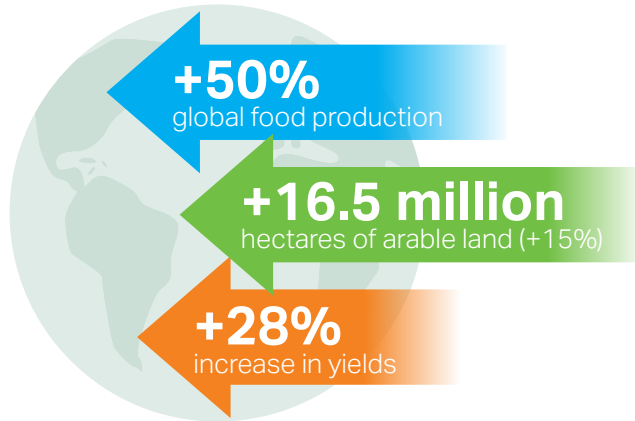 +50%
global food production
+16.5 million
hectares of arable land (+15%)
+28%
increase in yields